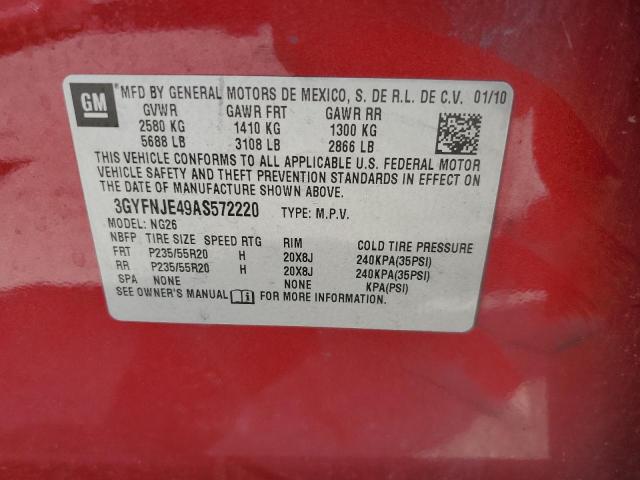 GM
MFD BY GENERAL MOTORS DE MEXICO, S. DE R.L. DE C.V. 01/10
GVWR GAWR FRT GAWR RR
2580 KG 1410 KG 1300 KG
5688 LB 3108 LB 2866 LB
THIS VEHICLE CONFORMS TO ALL APPLICABLE U.S. FEDERAL MOTOR
VEHICLE SAFETY AND THEFT PREVENTION STANDARDS IN EFFECT ON
THE DATE OF MANUFACTURE SHOWN ABOVE.
3GYFNJE49AS572220 TYPE: M.P.V.
MODEL: NG26
NBFP TIRE SIZE SPEED RTG RIM COLD TIRE PRESSURE
FRT P235/55R20 H 20X8J 240KPA(35PSI)
RR P235/55R20 H 20X8J 240KPA(35PSI)
SPA NONE NONE KPA(PSI)
SEE OWNER'S MANUAL FOR MORE INFORMATION.